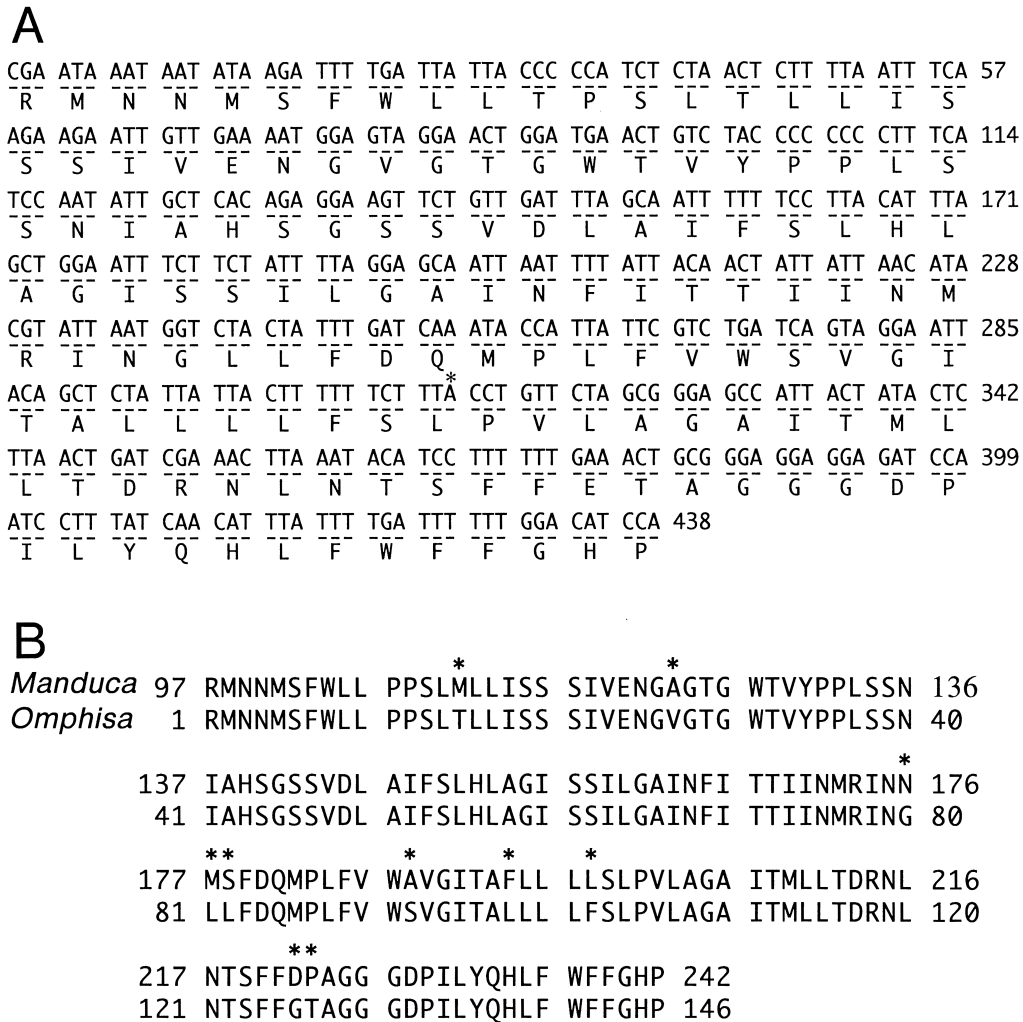 A
CGA ATA AAT AAT ATA AGA TTT TGA TTA TTA CCC CCA TCT CTA ACT CTT TTA ATT TCA 57
R M N N M S F W L L T P S L T L L I S
AGA AGA ATT GTT GAA AAT GGA GTA GGA ACT GGA TGA ACT GTC TAC CCC CCC CTT TCA 114
S S I V E N G V G T G W T V Y P P L S
TCC AAT ATT GCT CAC AGA GGA AGT TCT GTT GAT TTA GCA ATT TTT TCC TTA CAT TTA 171
S N I A H S G S S V D L A I F S L H L
GCT GGA ATT TCT TCT ATT TTA GGA GCA ATT AAT TTT ATT ACA ACT ATT ATT AAC ATA 228
A G I S S I L G A I N F I T T I I N M
CGT ATT AAT GGT CTA CTA TTT GAT CAA ATA CCA TTA TTC GTC TGA TCA GTA GGA ATT 285
R I N G L L F D Q M P L F V W S V G I
*
ACA GCT CTA TTA TTA CTT TTT TCT TTA CCT GTT CTA GCG GGA GCC ATT ACT ATA CTC 342
T A L L L L F S L P V L A G A I T M L
TTA ACT GAT CGA AAC TTA AAT ACA TCC TTT TTT GAA ACT GCG GGA GGA GGA GAT CCA 399
L T D R N L N T S F F E T A G G G D P
ATC CTT TAT CAA CAT TTA TTT TGA TTT TTT GGA CAT CCA 438
I L Y Q H L F W F F G H P
B
* *
Manduca 97 RMNNMSFWLL PPSLMLLISS SIVENGAGTG WTVYPPLSSN 136
Omphisa 1 RMNNMSFWLL PPSLTLLISS SIVENGVGTG WTVYPPLSSN 40
*
137 IAHSGSSVDL AIFSLHLAGI SSILGAINFI TTIINMRINN 176
41 IAHSGSSVDL AIFSLHLAGI SSILGAINFI TTIINMRING 80
** * * *
177 MSFDQMPLFV WAVGITAFLL LLSLPVLAGA ITMLLTDRNL 216
81 LLFDQMPLFV WSVGITALLL LFSLPVLAGA ITMLLTDRNL 120
**
217 NTSFFDPAGG GDPILYQHLF WFFGHP 242
121 NTSFFGTAGG GDPILYQHLF WFFGHP 146